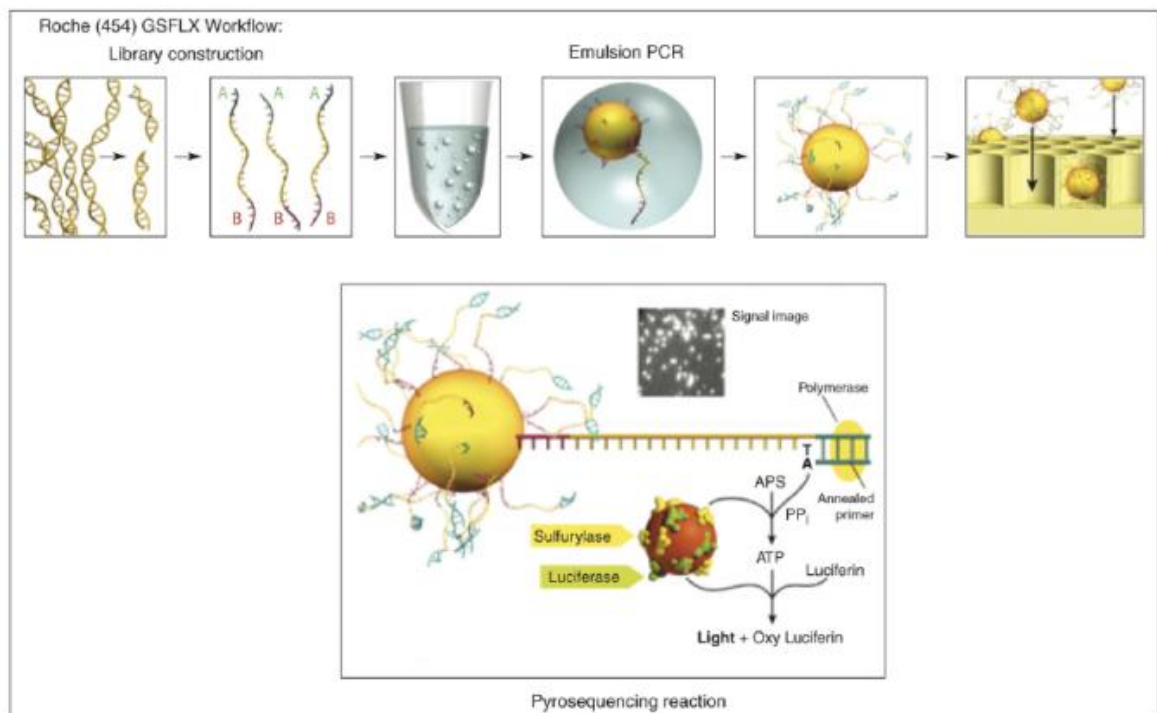 Roche (454) GSFLX Workflow:
Library construction
Emulsion PCR
A A A
B B B
Signal image
Polymerase
T
A
Annealed
primer
APS
PPi
Sulfurylase
ATP
Luciferase
Luciferin
Light + Oxy Luciferin
Pyrosequencing reaction